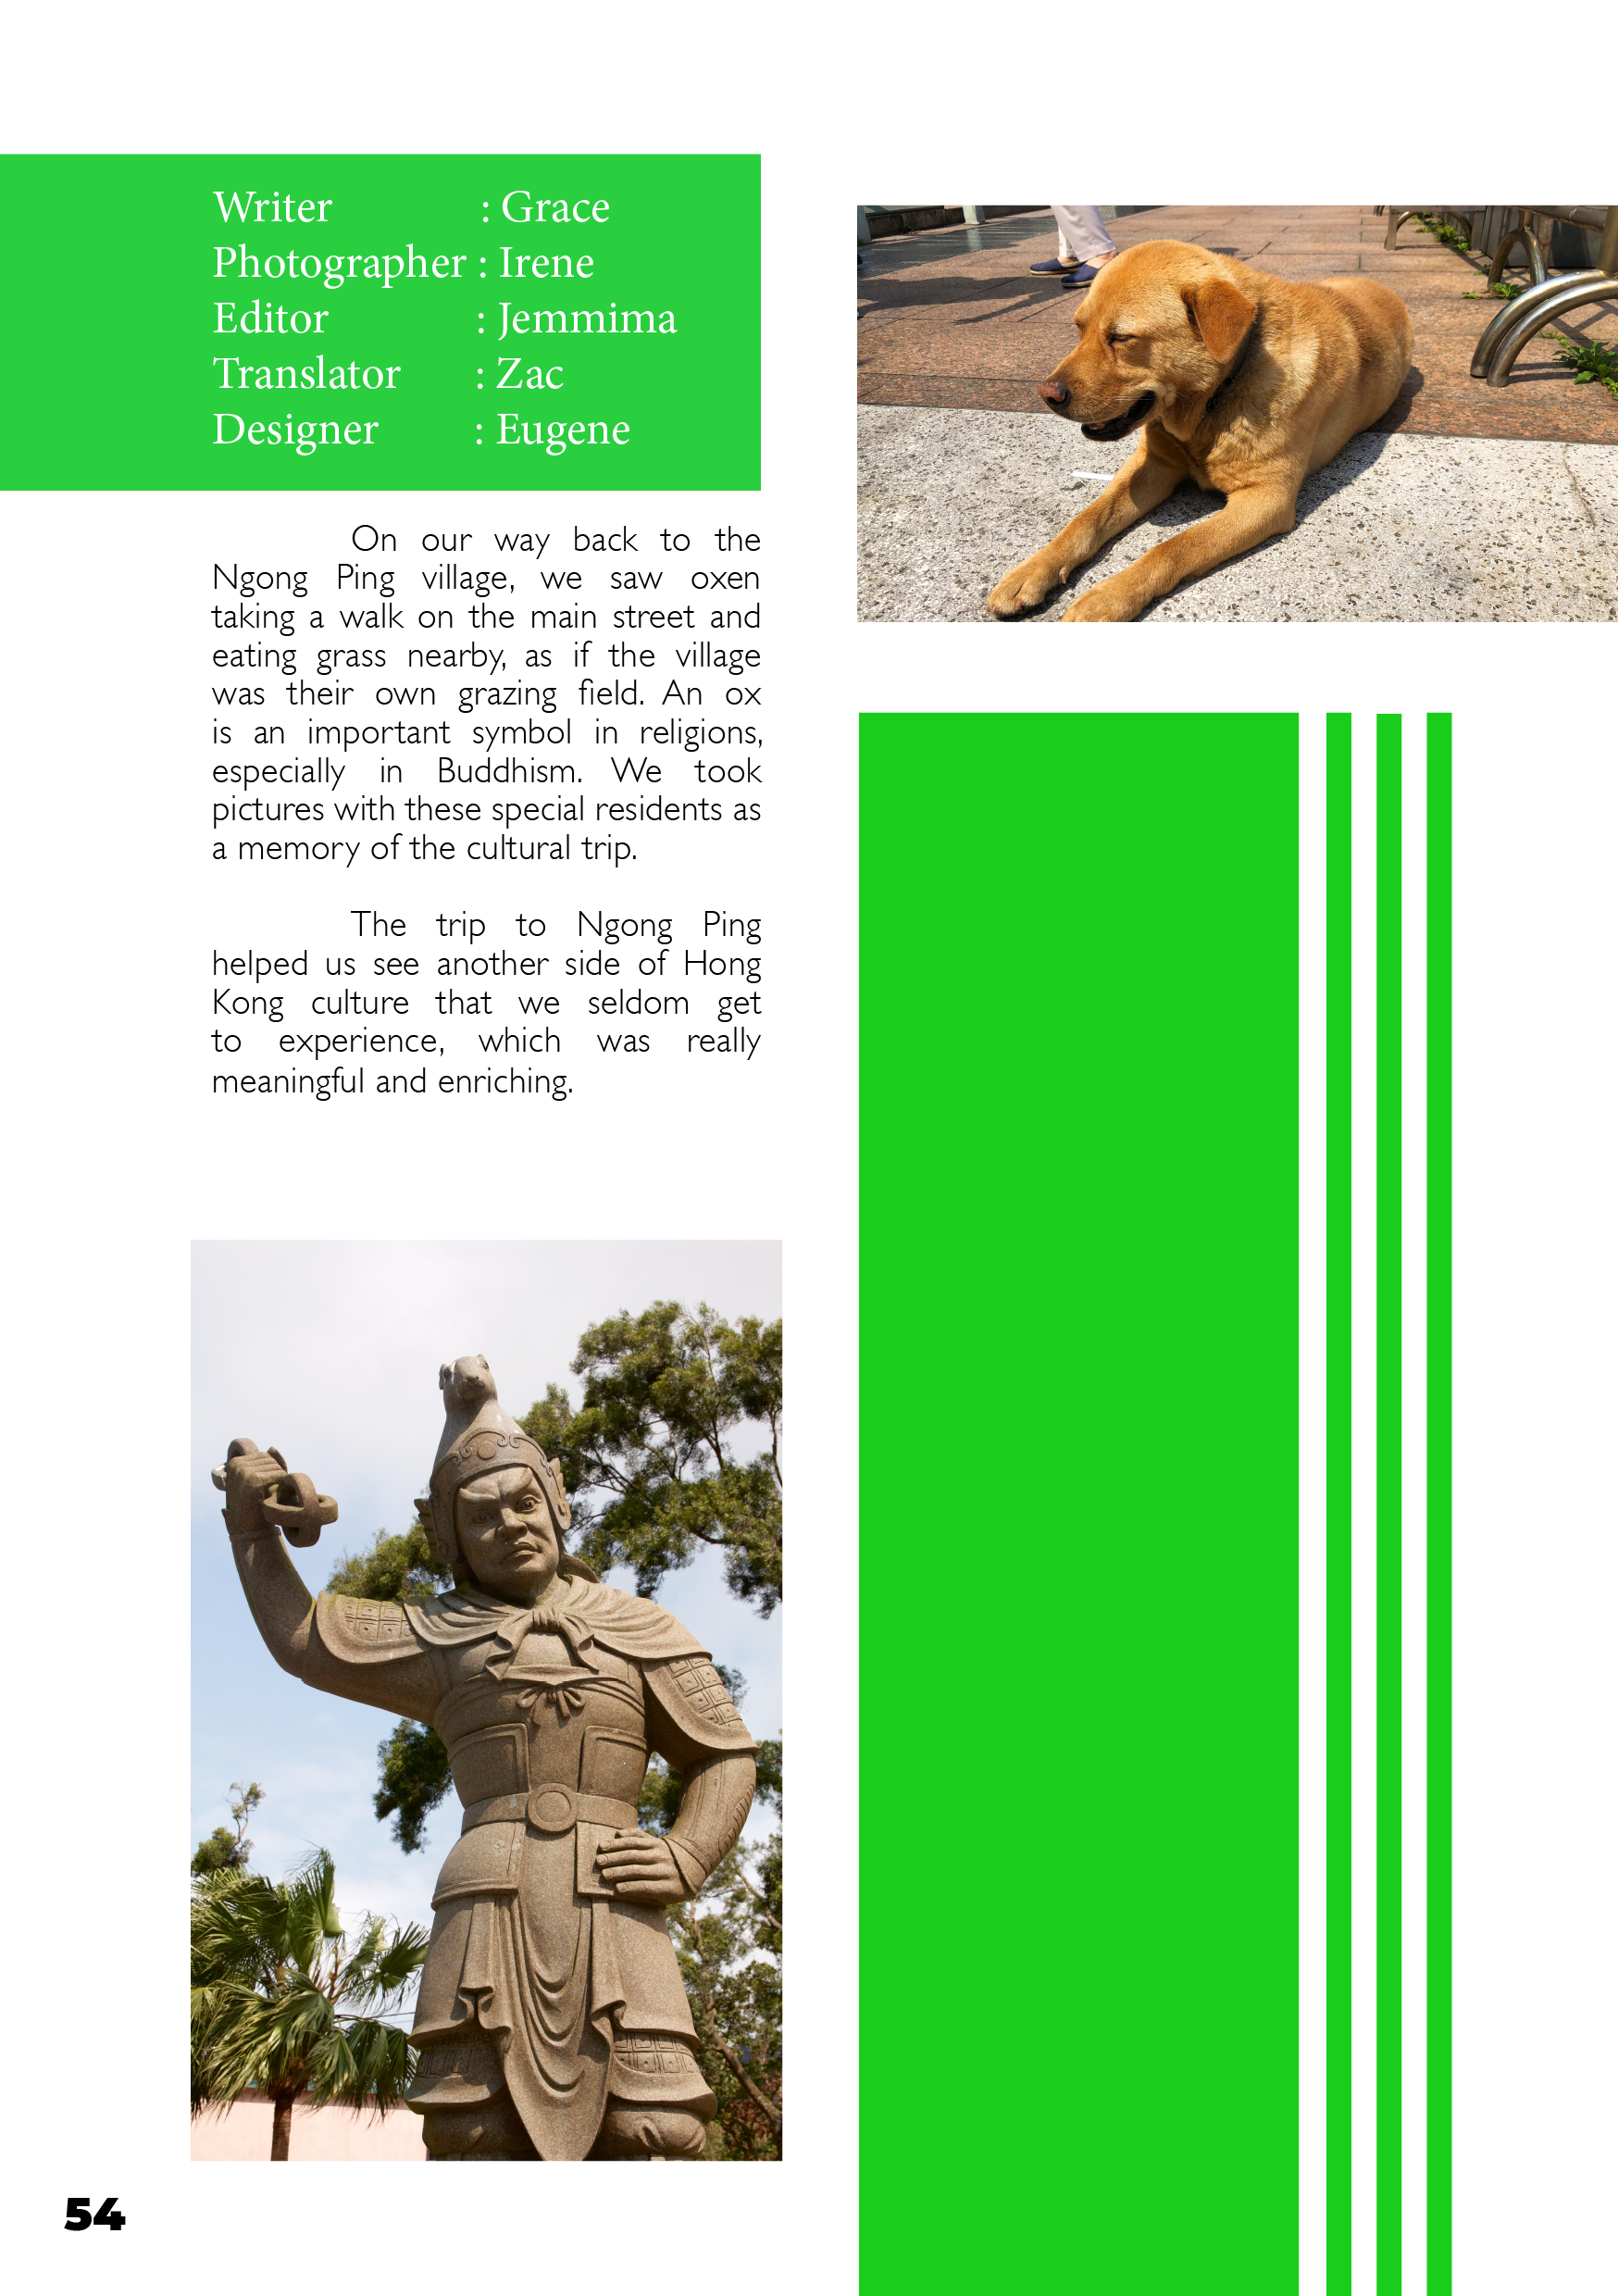 Writer : Grace
Photographer : Irene
Editor : Jemmima
Translator : Zac
Designer : Eugene
On our way back to the
Ngong Ping village, we saw oxen
taking a walk on the main street and
eating grass nearby, as if the village
was their own grazing field. An ox
is an important symbol in religions,
especially in Buddhism. We took
pictures with these special residents as
a memory of the cultural trip.
The trip to Ngong Ping
helped us see another side of Hong
Kong culture that we seldom get
to experience, which was really
meaningful and enriching.
54